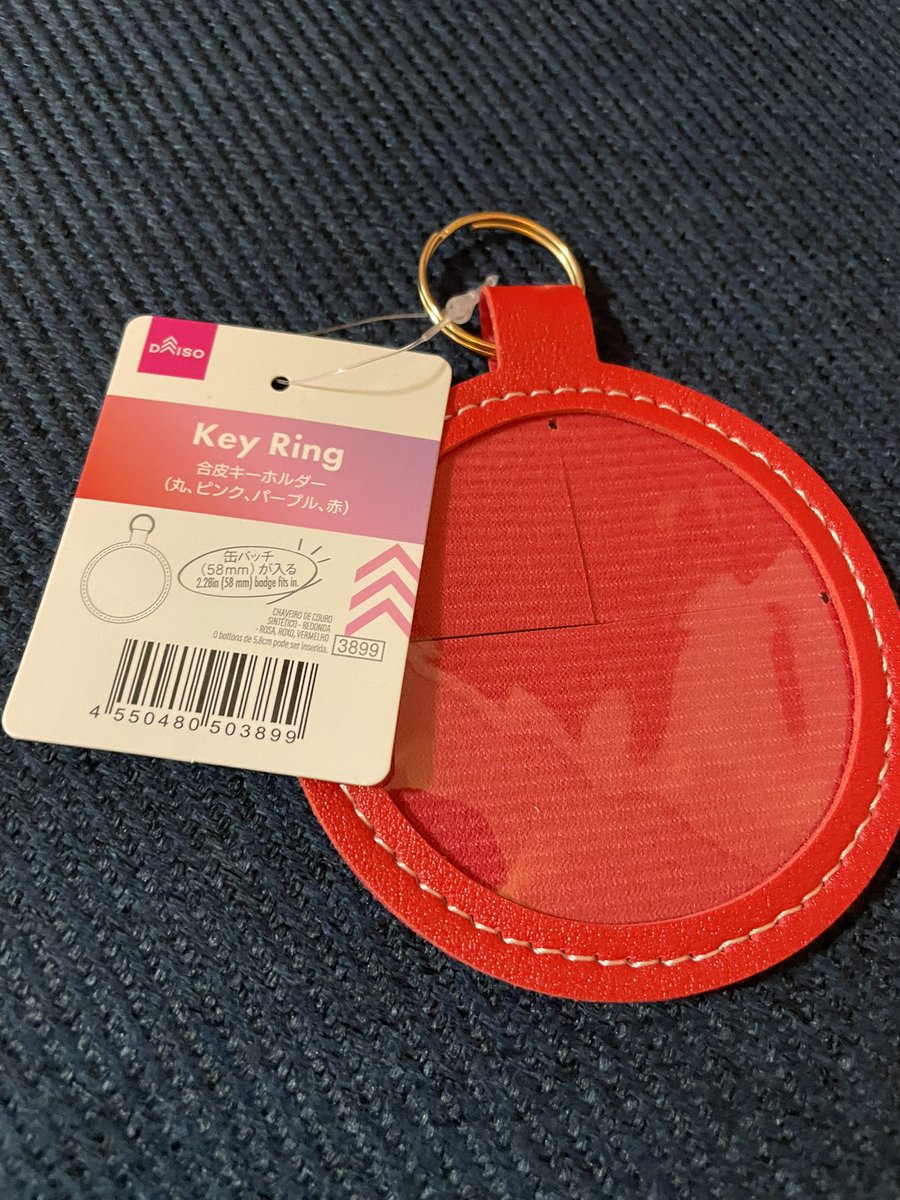 DAISO
Key Ring
合皮キーホルダー
(丸、ピンク、パープル、赤)
缶バッチ
(58mm)が入る
2.28in (58 mm) badge fits in.
CHAVEIRO DE COURO
SINTÉTICO - REDONDA
- ROSA, ROXO, VERMELHO
O bottons de 5,8cm pode ser inserida.
3899
4 550480 503899